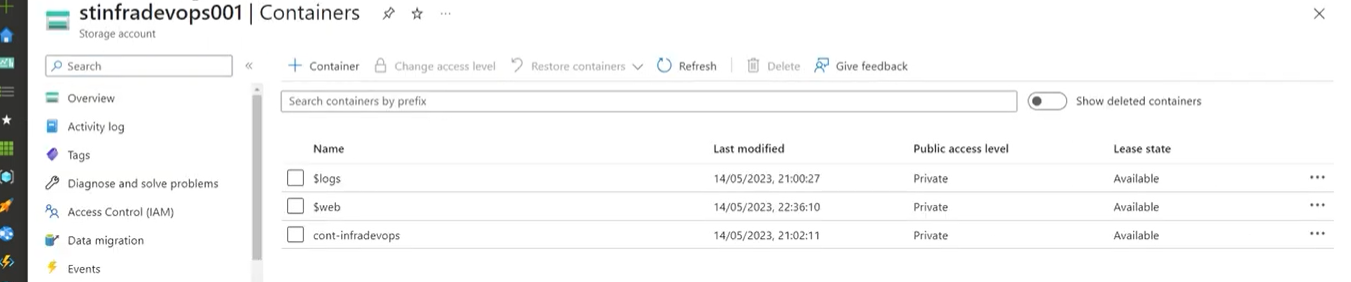 stinfradevops001 | Containers
Storage account
Search
Container
Change access level
Restore containers
Refresh
Delete
Give feedback
Overview
Activity log
Tags
Diagnose and solve problems
Access Control (IAM)
Data migration
Events
Search containers by prefix
Show deleted containers
Name Last modified Public access level Lease state
$logs 14/05/2023, 21:00:27 Private Available
$web 14/05/2023, 22:36:10 Private Available
cont-infradevops 14/05/2023, 21:02:11 Private Available